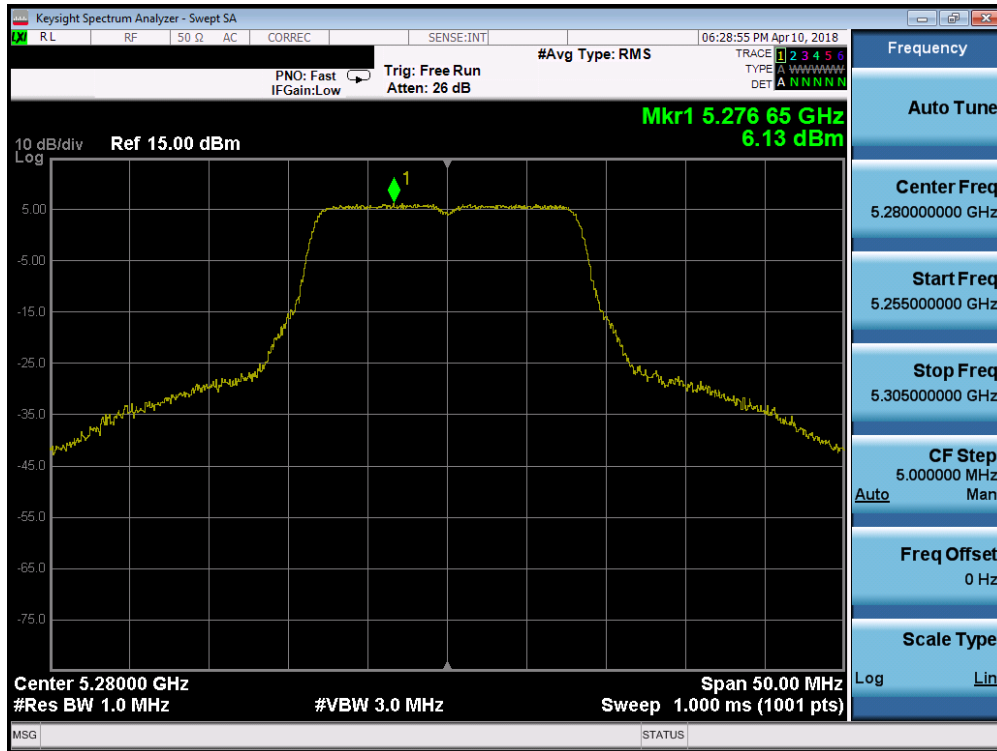 Keysight Spectrum Analyzer - Swept SA
LXI RL RF 50 Ω AC CORREC SENSE:INT 06:28:55 PM Apr 10, 2018
Frequency
#Avg Type: RMS
TRACE 1 2 3 4 5 6
PNO: Fast
Trig: Free Run
TYPE A WWWWW
IFGain:Low
Atten: 26 dB
DET A N N N N N
Auto Tune
Mkr1 5.276 65 GHz
6.13 dBm
10 dB/div
Log
Ref 15.00 dBm
1
5.00
-5.00
-15.0
-25.0
-35.0
-45.0
-55.0
-65.0
-75.0
Center Freq
5.280000000 GHz
Start Freq
5.255000000 GHz
Stop Freq
5.305000000 GHz
CF Step
5.000000 MHz
Auto Man
Freq Offset
0 Hz
Scale Type
Log Lin
Center 5.28000 GHz
Span 50.00 MHz
#Res BW 1.0 MHz
#VBW 3.0 MHz
Sweep 1.000 ms (1001 pts)
MSG
STATUS